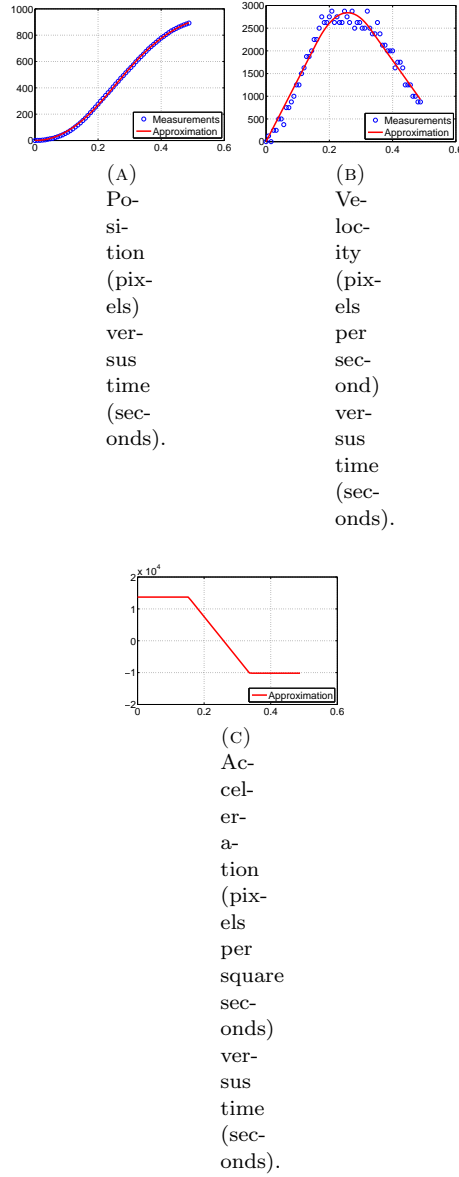 1000
800
600
400
200
0
0 0.2 0.4 0.6
Measurements
Approximation
3000
2500
2000
1500
1000
500
0
0 0.2 0.4 0.6
Measurements
Approximation
(A)
Po-
si-
tion
(pix-
els)
ver-
sus
time
(sec-
onds).
(B)
Ve-
loc-
ity
(pix-
els
per
sec-
ond)
ver-
sus
time
(sec-
onds).
x 10⁴
2
1
0
−1
−2
0 0.2 0.4 0.6
Approximation
(C)
Ac-
cel-
er-
a-
tion
(pix-
els
per
square
sec-
onds)
ver-
sus
time
(sec-
onds).